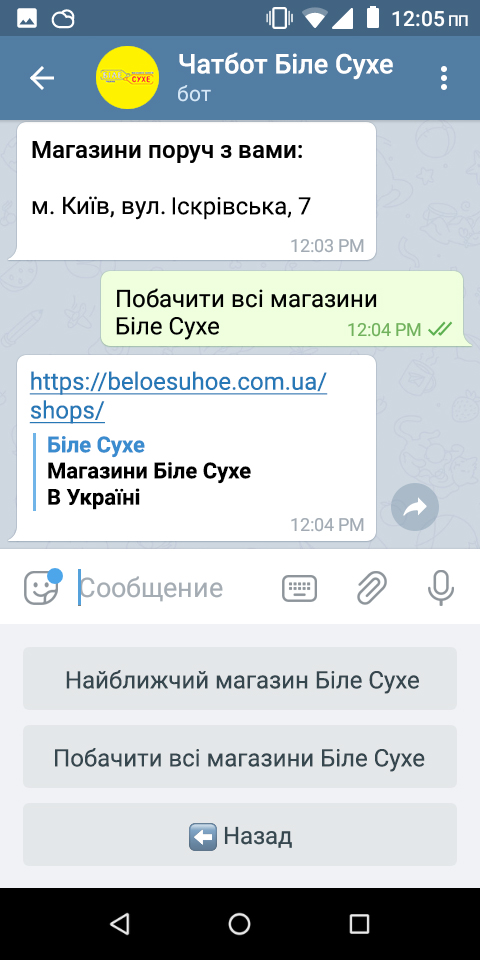 12:05 пп
Чатбот Біле Сухе
бот
Магазини поруч з вами:
м. Київ, вул. Іскрівська, 7
12:03 PM
Побачити всі магазини
Біле Сухе
12:04 PM
https://beloesuhoe.com.ua/
shops/
Біле Сухе
Магазини Біле Сухе
В Україні
12:04 PM
Сообщение
Найближчий магазин Біле Сухе
Побачити всі магазини Біле Сухе
Назад